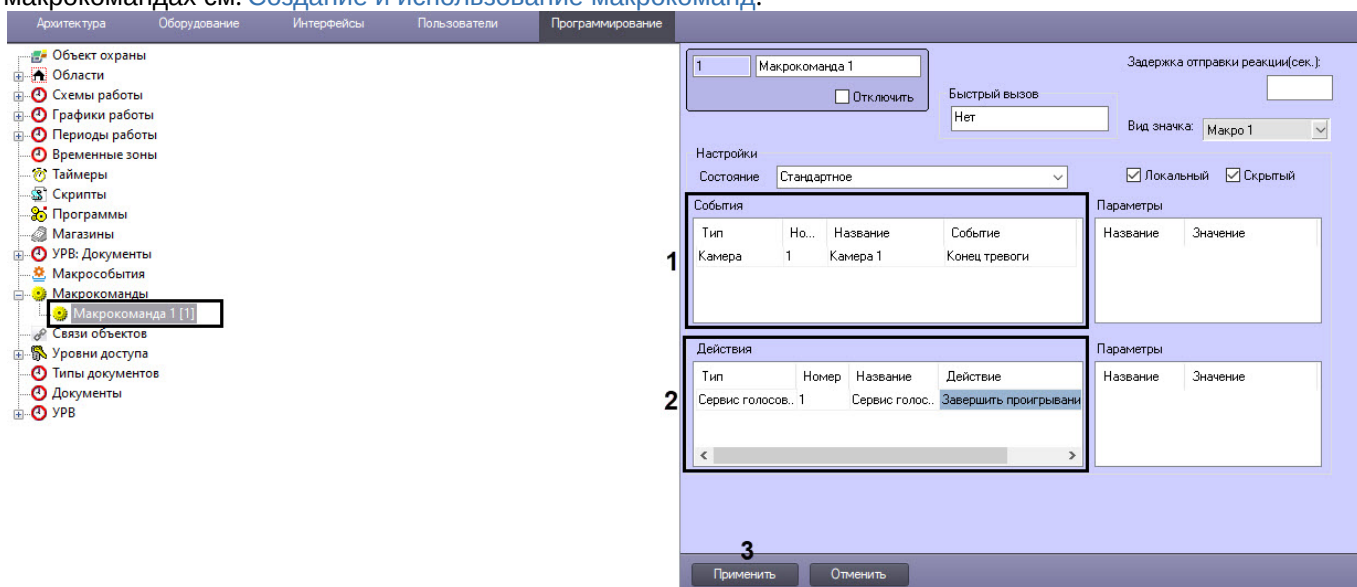 макрокомандах см. Создание и использование макрокоманд.
Архитектура Оборудование Интерфейсы Пользователи Программирование
Объект охраны
Области
Схемы работы
Графики работы
Периоды работы
Временные зоны
Таймеры
Скрипты
Программы
Магазины
УРВ: Документы
Макрособытия
Макрокоманды
Макрокоманда 1 [1]
Связи объектов
Уровни доступа
Типы документов
Документы
УРВ
1 Макрокоманда 1
Отключить
Быстрый вызов
Нет
Задержка отправки реакции(сек.):
Вид значка: Макро 1
Настройки
Состояние Стандартное
Локальный Скрытый
1
События
Тип Но... Название Событие
Камера 1 Камера 1 Конец тревоги
Параметры
Название Значение
2
Действия
Тип Номер Название Действие
Сервис голосов.. 1 Сервис голос.. Завершить проигрывани
Параметры
Название Значение
3
Применить Отменить